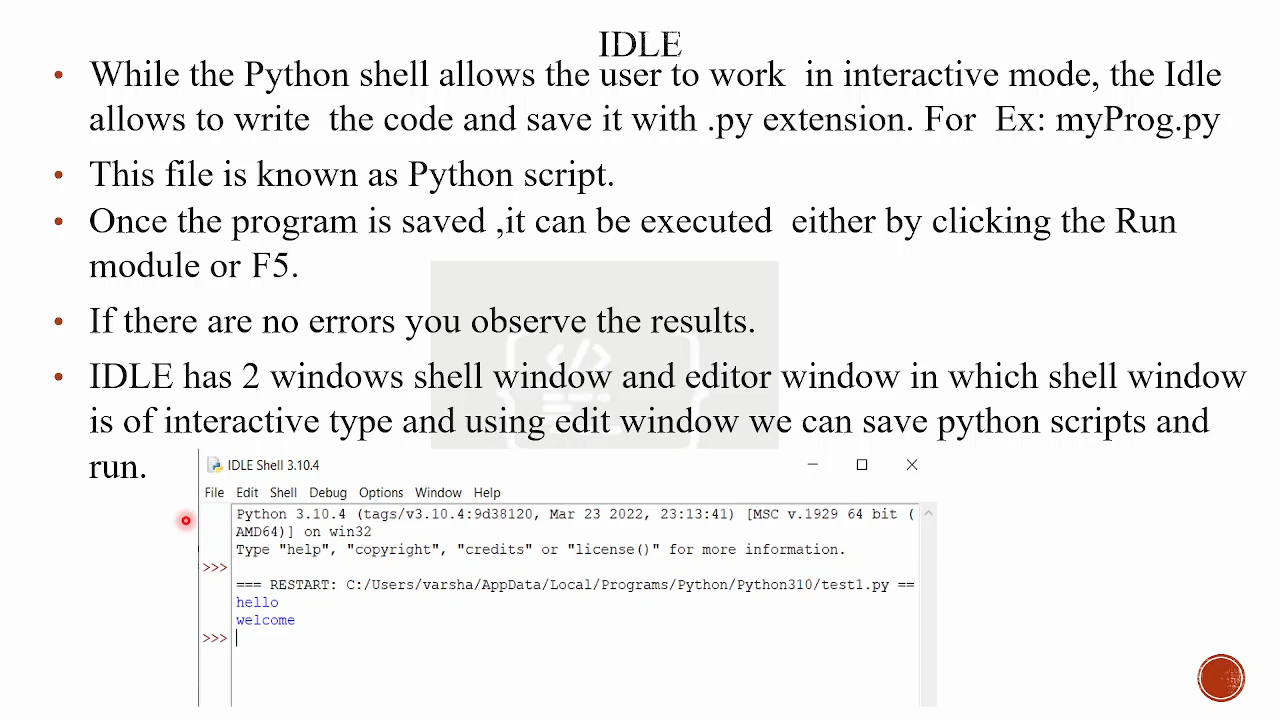 IDLE
• While the Python shell allows the user to work in interactive mode, the Idle
allows to write the code and save it with .py extension. For Ex: myProg.py
• This file is known as Python script.
• Once the program is saved ,it can be executed either by clicking the Run
module or F5.
• If there are no errors you observe the results.
• IDLE has 2 windows shell window and editor window in which shell window
is of interactive type and using edit window we can save python scripts and
run.
IDLE Shell 3.10.4
File Edit Shell Debug Options Window Help
Python 3.10.4 (tags/v3.10.4:9d38120, Mar 23 2022, 23:13:41) [MSC v.1929 64 bit (
AMD64)] on win32
Type "help", "copyright", "credits" or "license()" for more information.
>>>
=== RESTART: C:/Users/varsha/AppData/Local/Programs/Python/Python310/test1.py ==
hello
welcome
>>>